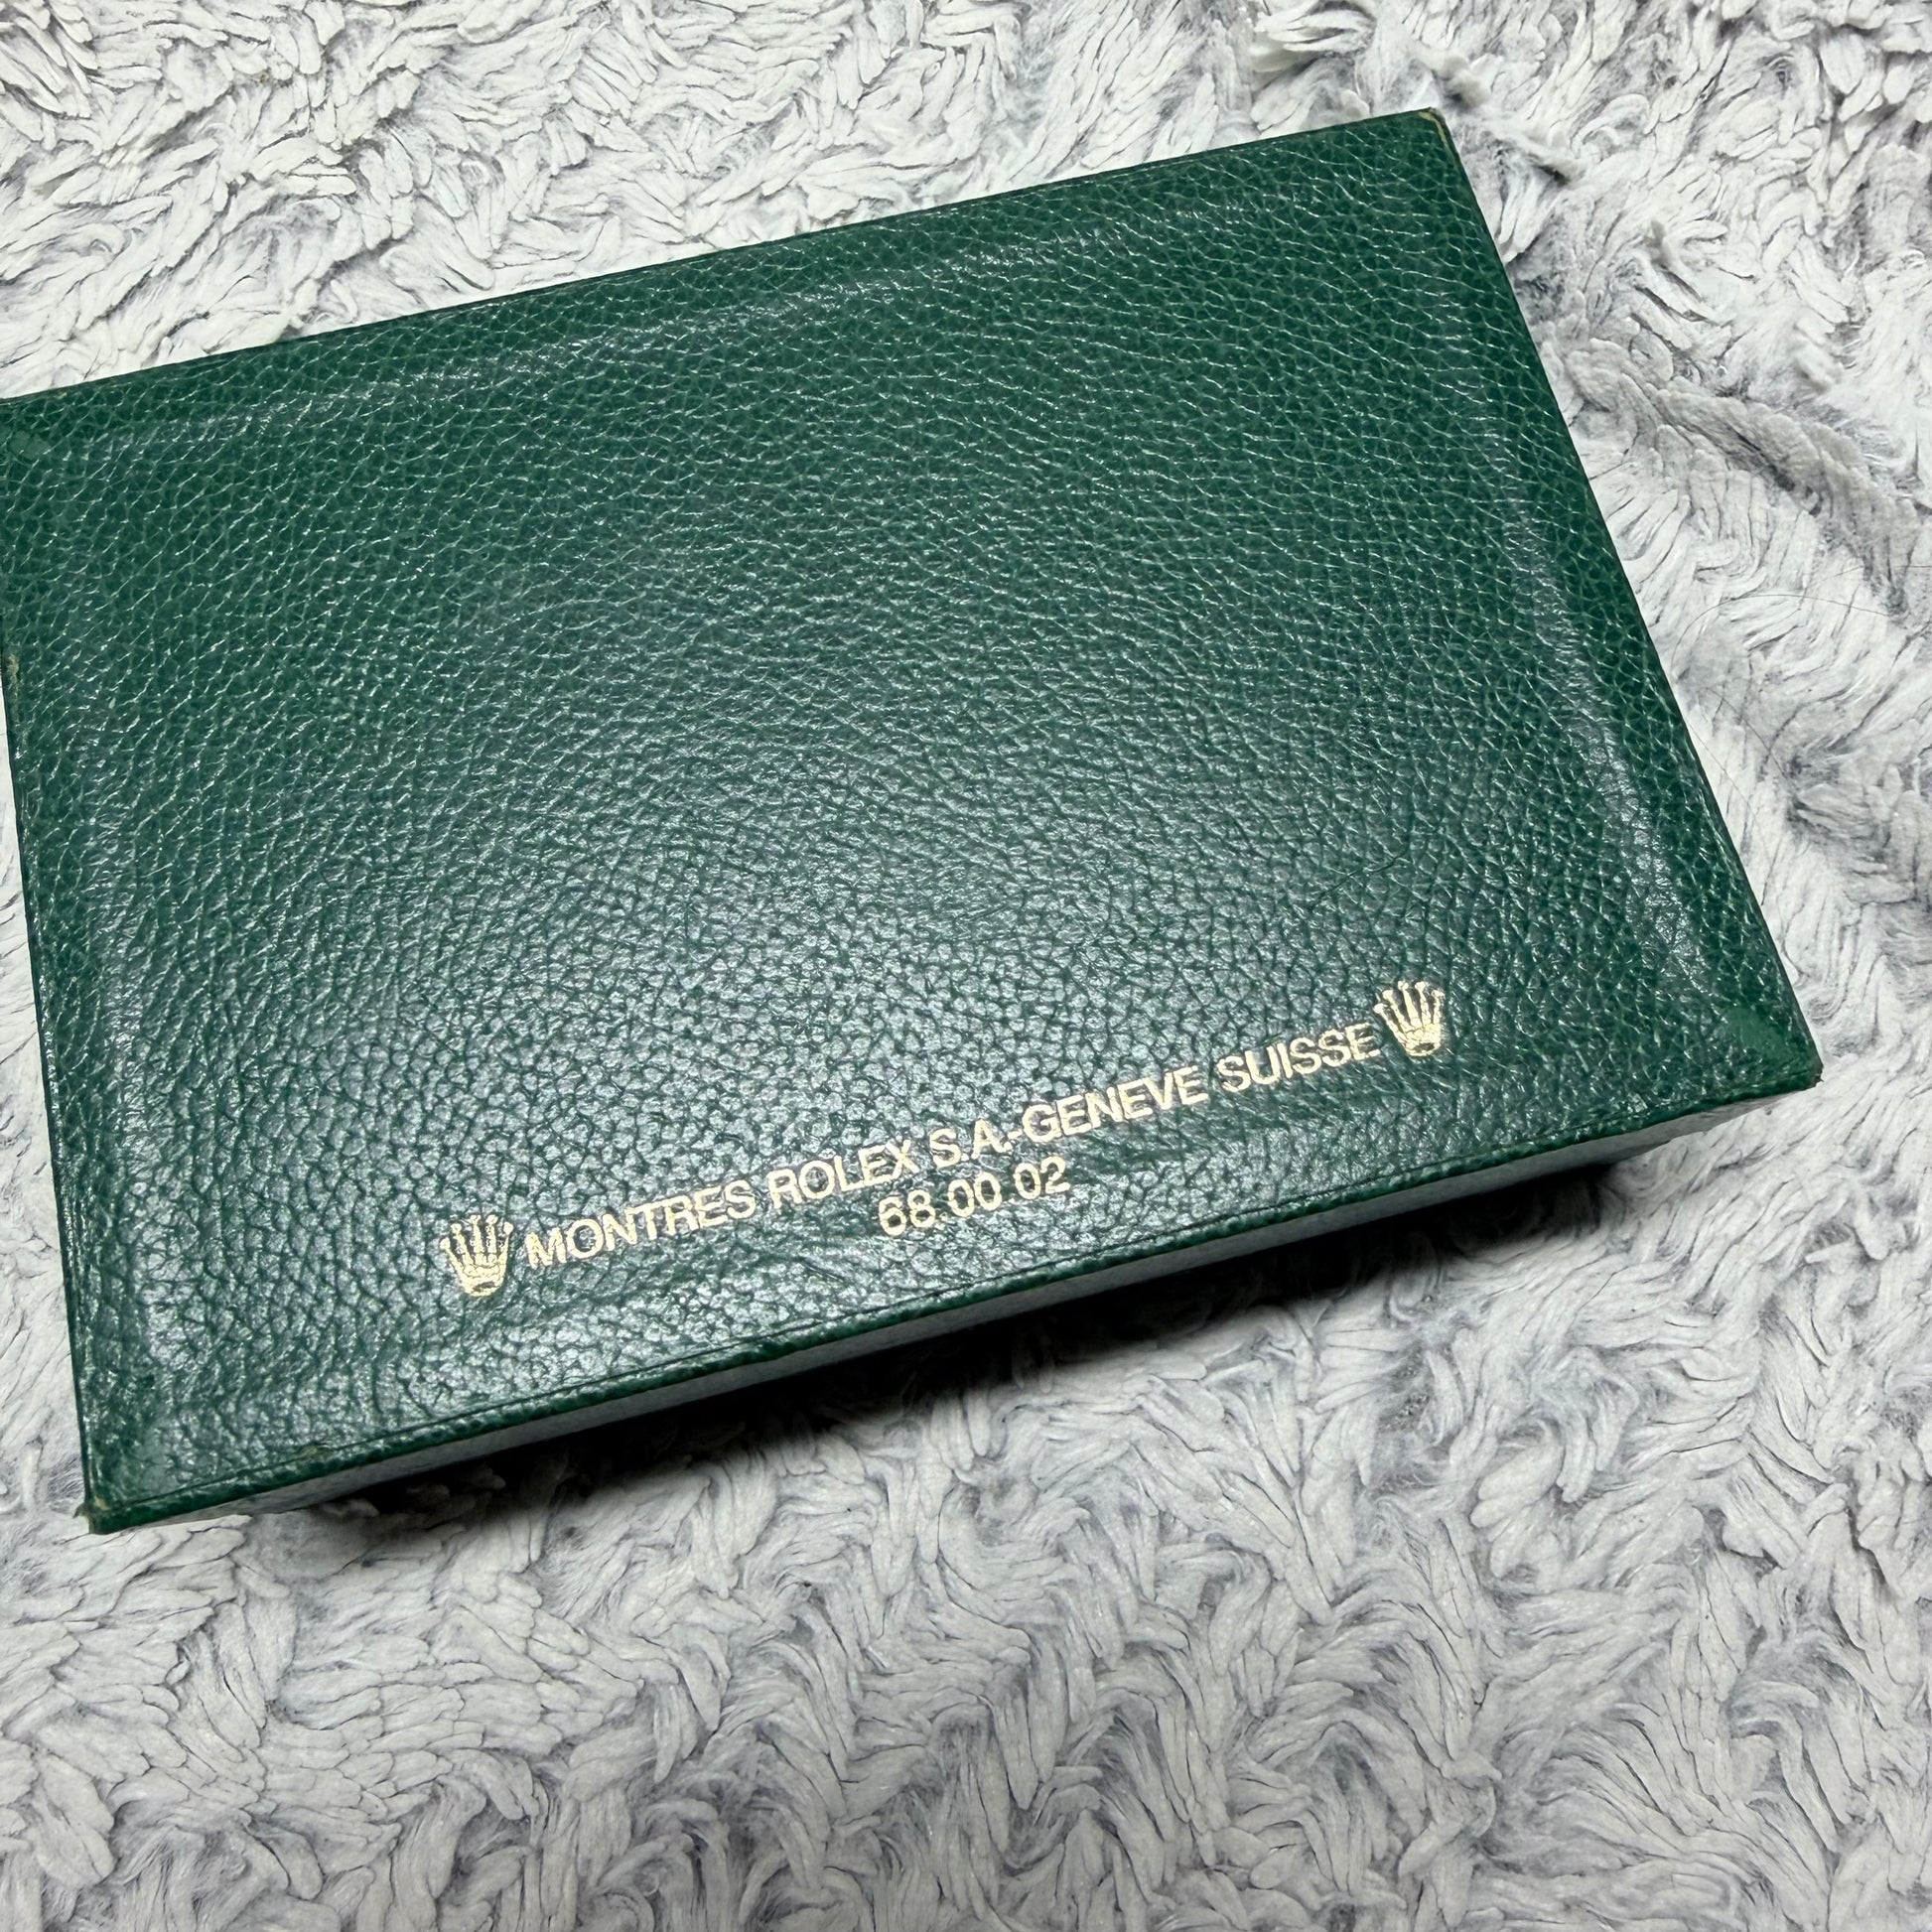 MONTRES ROLEX S.A.-GENEVE SUISSE
68.00.02